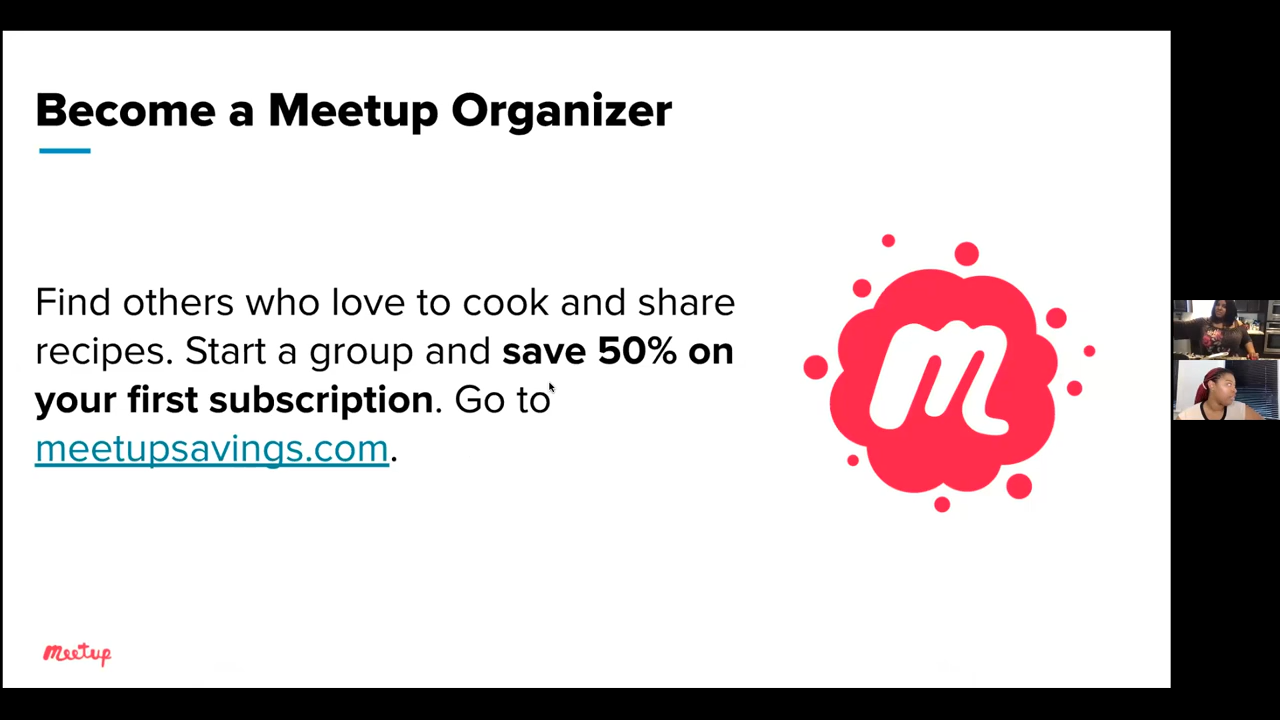 Become a Meetup Organizer
Find others who love to cook and share
recipes. Start a group and save 50% on
your first subscription. Go to
meetupsavings.com.
m
meetup